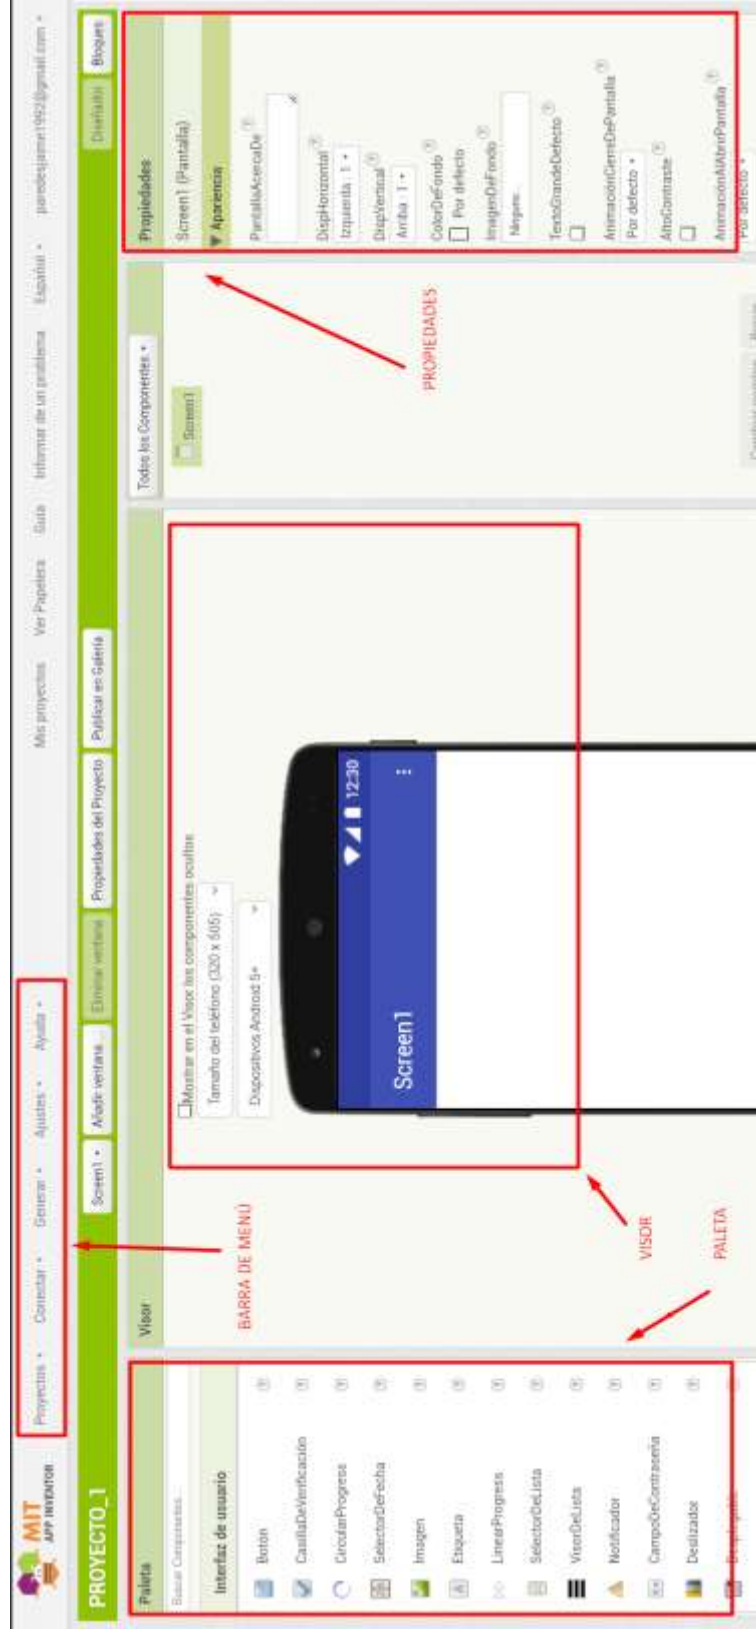 MIT
APP INVENTOR
Proyectos
Conectar
Generar
Ajustes
Ayuda
Mis proyectos
Ver Papelera
Guía
Informar de un problema
Español
paredesjaime1992@gmail.com
PROYECTO_1
Screen1
Añadir ventana ...
Eliminar ventana
Propiedades del Proyecto
Publicar en Galería
Diseñador
Bloques
Paleta
Buscar Componentes...
Interfaz de usuario
Botón
CasillaDeVerificación
CircularProgress
SelectorDeFecha
Imagen
Etiqueta
LinearProgress
SelectorDeLista
VisorDeLista
Notificador
CampoDeContraseña
Deslizador
Desplegable
Visor
Mostrar en el Visor los componentes ocultos
Tamaño del teléfono (320 x 505)
Dispositivos Android 5+
12:30
Screen1
BARRA DE MENÚ
VISOR
PALETA
Todos los Componentes
Screen1
PROPIEDADES
Propiedades
Screen1 (Pantalla)
Apariencia
PantallaAcercaDe
DispHorizontal
Izquierda : 1
DispVertical
Arriba : 1
ColorDeFondo
Por defecto
ImagenDeFondo
Ninguno...
TextoGrandeDefecto
AnimaciónCierreDePantalla
Por defecto
AltoContraste
AnimaciónAlAbrirPantalla
Por defecto